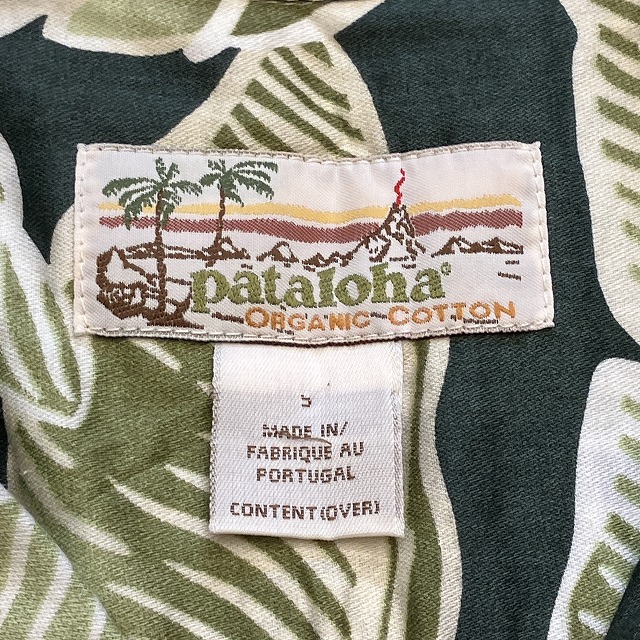 pataloha®
ORGANIC COTTON
S
MADE IN/
FABRIQUE AU
PORTUGAL
CONTENT(OVER)